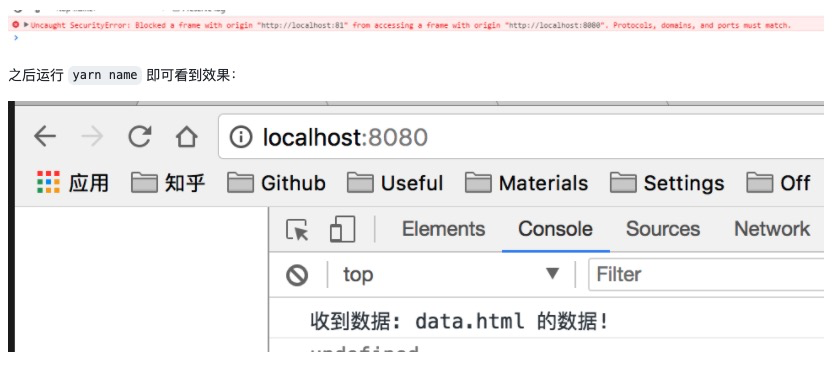 Uncaught SecurityError: Blocked a frame with origin "http://localhost:81" from accessing a frame with origin "http://localhost:8080". Protocols, domains, and ports must match.
>
之后运行 yarn name 即可看到效果：
localhost:8080
应用 知乎 Github Useful Materials Settings Off
Elements Console Sources Network
top Filter
收到数据: data.html 的数据!
undefined